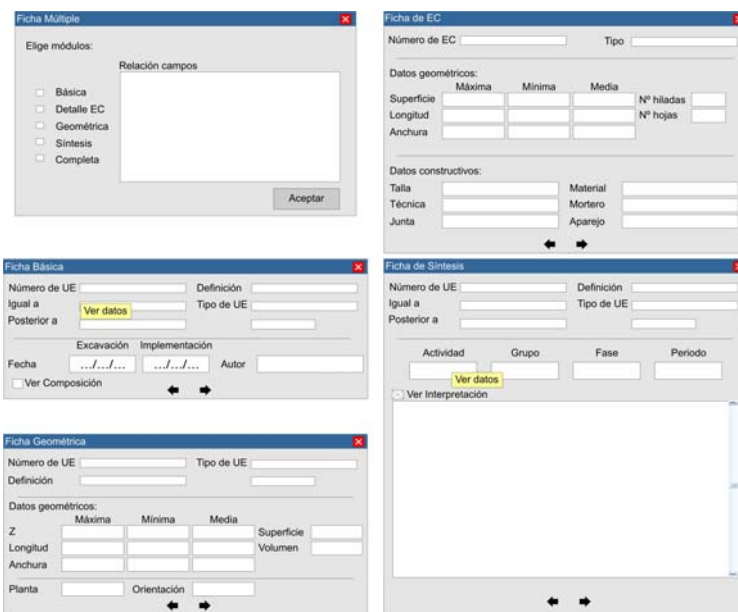 Ficha Múltiple
Elige módulos:
Relación campos
Básica
Detalle EC
Geométrica
Síntesis
Completa
Aceptar
Ficha de EC
Número de EC Tipo
Datos geométricos:
Máxima Mínima Media
Superficie Nº hiladas
Longitud Nº hojas
Anchura
Datos constructivos:
Talla Material
Técnica Mortero
Junta Aparejo
Ficha Básica
Número de UE Definición
Igual a Ver datos Tipo de UE
Posterior a
Excavación Implementación
Fecha .../.../... .../.../... Autor
Ver Composición
Ficha de Síntesis
Número de UE Definición
Igual a Tipo de UE
Posterior a
Actividad Grupo Fase Periodo
Ver datos
Ver Interpretación
Ficha Geométrica
Número de UE Tipo de UE
Definición
Datos geométricos:
Máxima Mínima Media
Z Superficie
Longitud Volumen
Anchura
Planta Orientación